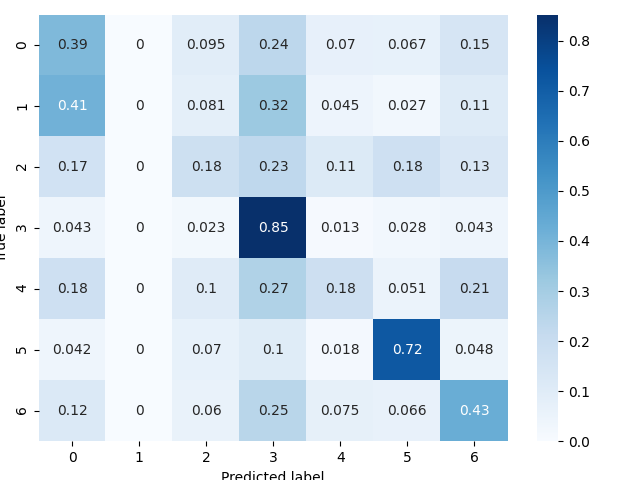 0 0.39 0 0.095 0.24 0.07 0.067 0.15
1 0.41 0 0.081 0.32 0.045 0.027 0.11
2 0.17 0 0.18 0.23 0.11 0.18 0.13
3 0.043 0 0.023 0.85 0.013 0.028 0.043
4 0.18 0 0.1 0.27 0.18 0.051 0.21
5 0.042 0 0.07 0.1 0.018 0.72 0.048
6 0.12 0 0.06 0.25 0.075 0.066 0.43
0 1 2 3 4 5 6
Predicted label
True label
0.8
0.7
0.6
0.5
0.4
0.3
0.2
0.1
0.0